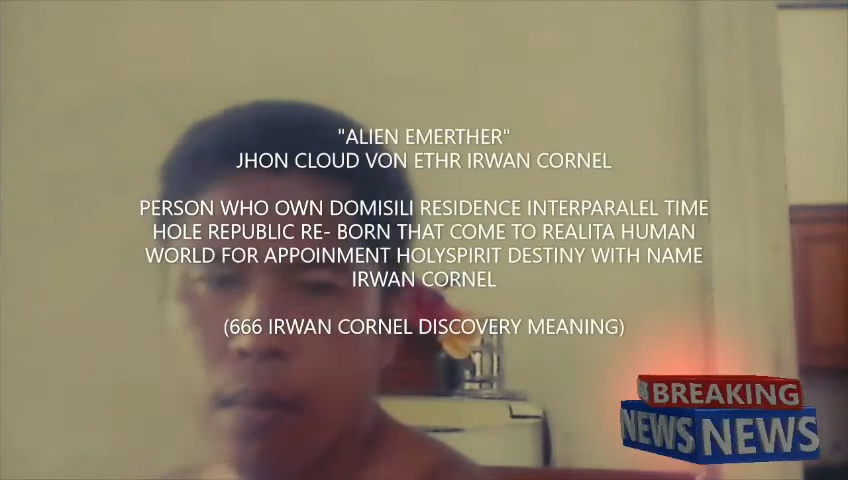 "ALIEN EMERTHER"
JHON CLOUD VON ETHR IRWAN CORNEL
PERSON WHO OWN DOMISILI RESIDENCE INTERPARALEL TIME
HOLE REPUBLIC RE- BORN THAT COME TO REALITA HUMAN
WORLD FOR APPOINMENT HOLYSPIRIT DESTINY WITH NAME
IRWAN CORNEL
(666 IRWAN CORNEL DISCOVERY MEANING)
BREAKING
NEWS NEWS